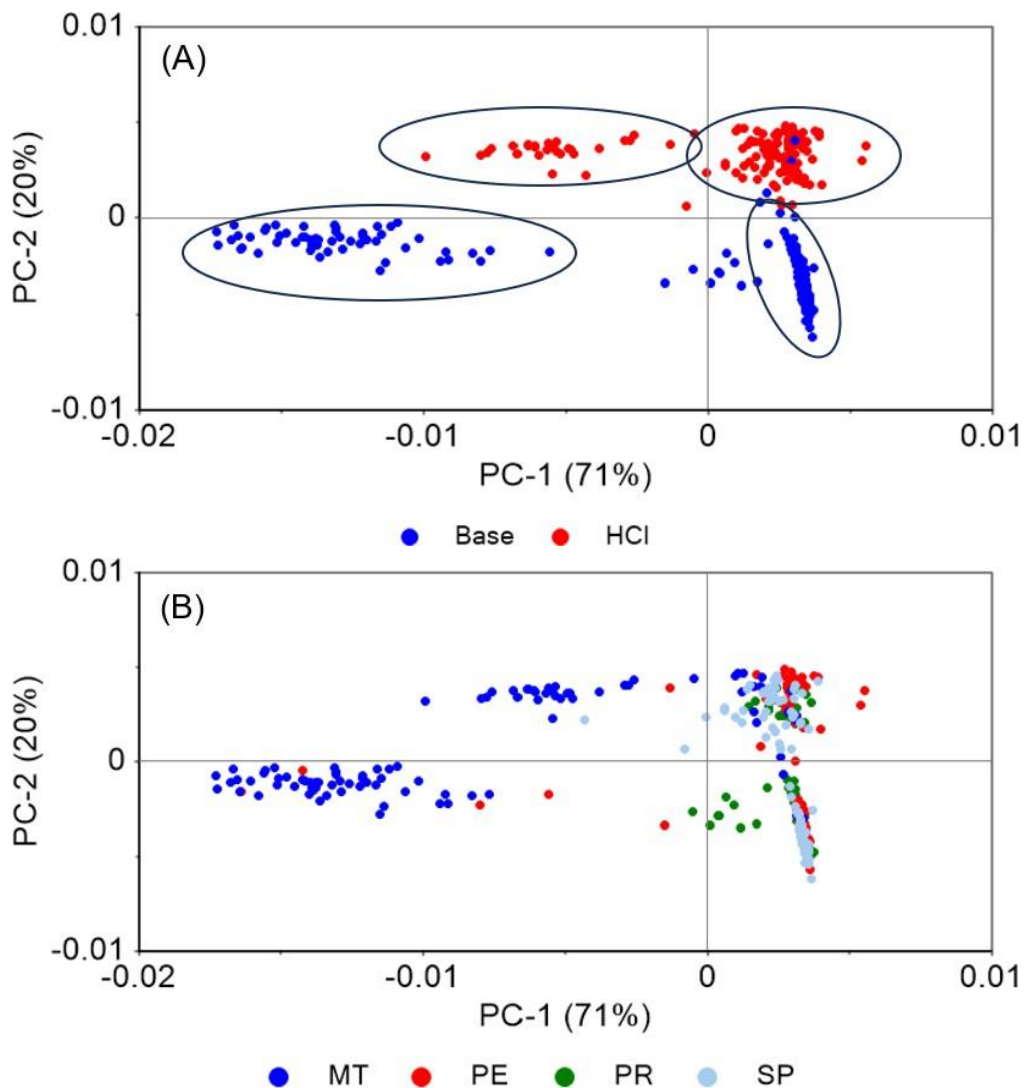 0.01
(A)
PC-2 (20%)
0
-0.01
-0.02 -0.01 0 0.01
PC-1 (71%)
Base HCl
0.01
(B)
PC-2 (20%)
0
-0.01
-0.02 -0.01 0 0.01
PC-1 (71%)
MT PE PR SP